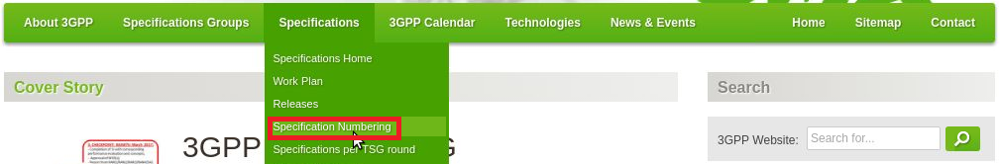 About 3GPP Specifications Groups Specifications 3GPP Calendar Technologies News & Events Home Sitemap Contact
Specifications Home
Work Plan
Releases
Specification Numbering
Specifications per TSG round
Cover Story
3GPP G
Search
3GPP Website: Search for...